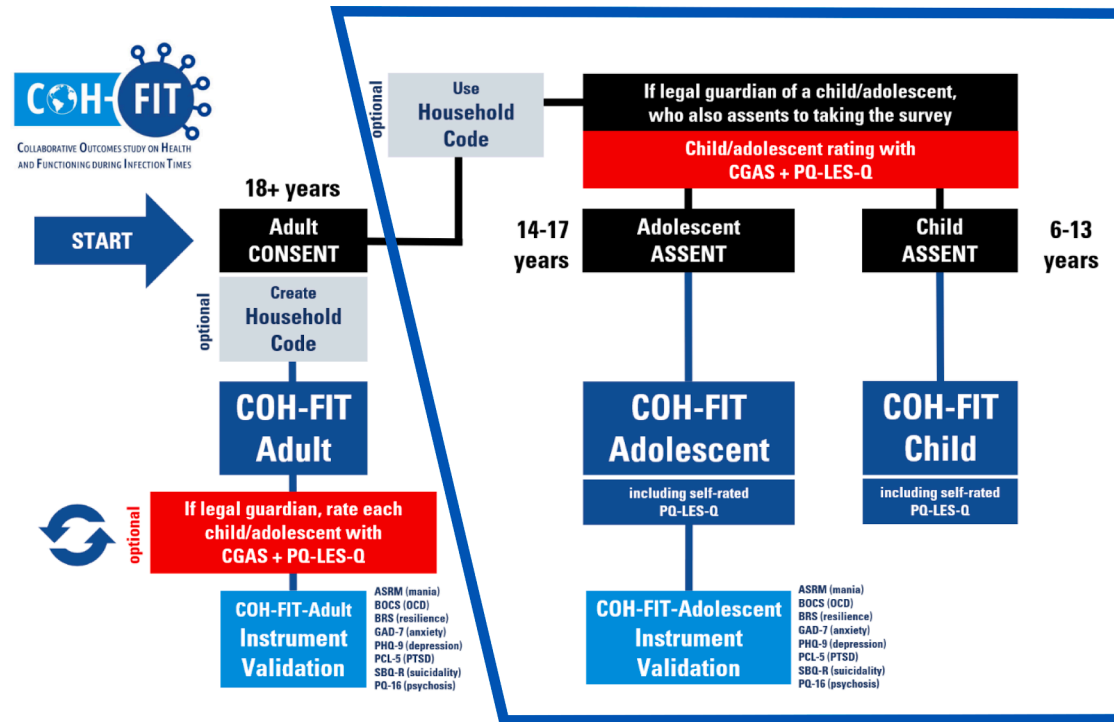 COH-FIT
COLLABORATIVE OUTCOMES STUDY ON HEALTH
AND FUNCTIONING DURING INFECTION TIMES
START
18+ years
Adult
CONSENT
optional
Create
Household
Code
COH-FIT
Adult
optional
If legal guardian, rate each
child/adolescent with
CGAS + PQ-LES-Q
COH-FIT-Adult
Instrument
Validation
ASRM (mania)
BOCS (OCD)
BRS (resilience)
GAD-7 (anxiety)
PHQ-9 (depression)
PCL-5 (PTSD)
SBQ-R (suicidality)
PQ-16 (psychosis)
optional
Use
Household
Code
If legal guardian of a child/adolescent,
who also assents to taking the survey
Child/adolescent rating with
CGAS + PQ-LES-Q
14-17
years
Adolescent
ASSENT
COH-FIT
Adolescent
including self-rated
PQ-LES-Q
COH-FIT-Adolescent
Instrument
Validation
ASRM (mania)
BOCS (OCD)
BRS (resilience)
GAD-7 (anxiety)
PHQ-9 (depression)
PCL-5 (PTSD)
SBQ-R (suicidality)
PQ-16 (psychosis)
Child
ASSENT
6-13
years
COH-FIT
Child
including self-rated
PQ-LES-Q